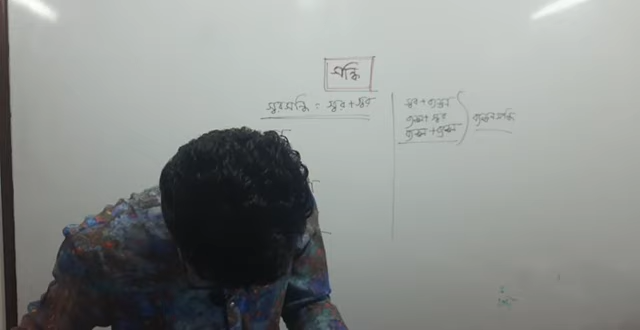 সন্ধি
স্বরসন্ধি : স্বর + স্বর
স্বর + ব্যঞ্জন
ব্যঞ্জন + স্বর
ব্যঞ্জন + ব্যঞ্জন
ব্যঞ্জনসন্ধি